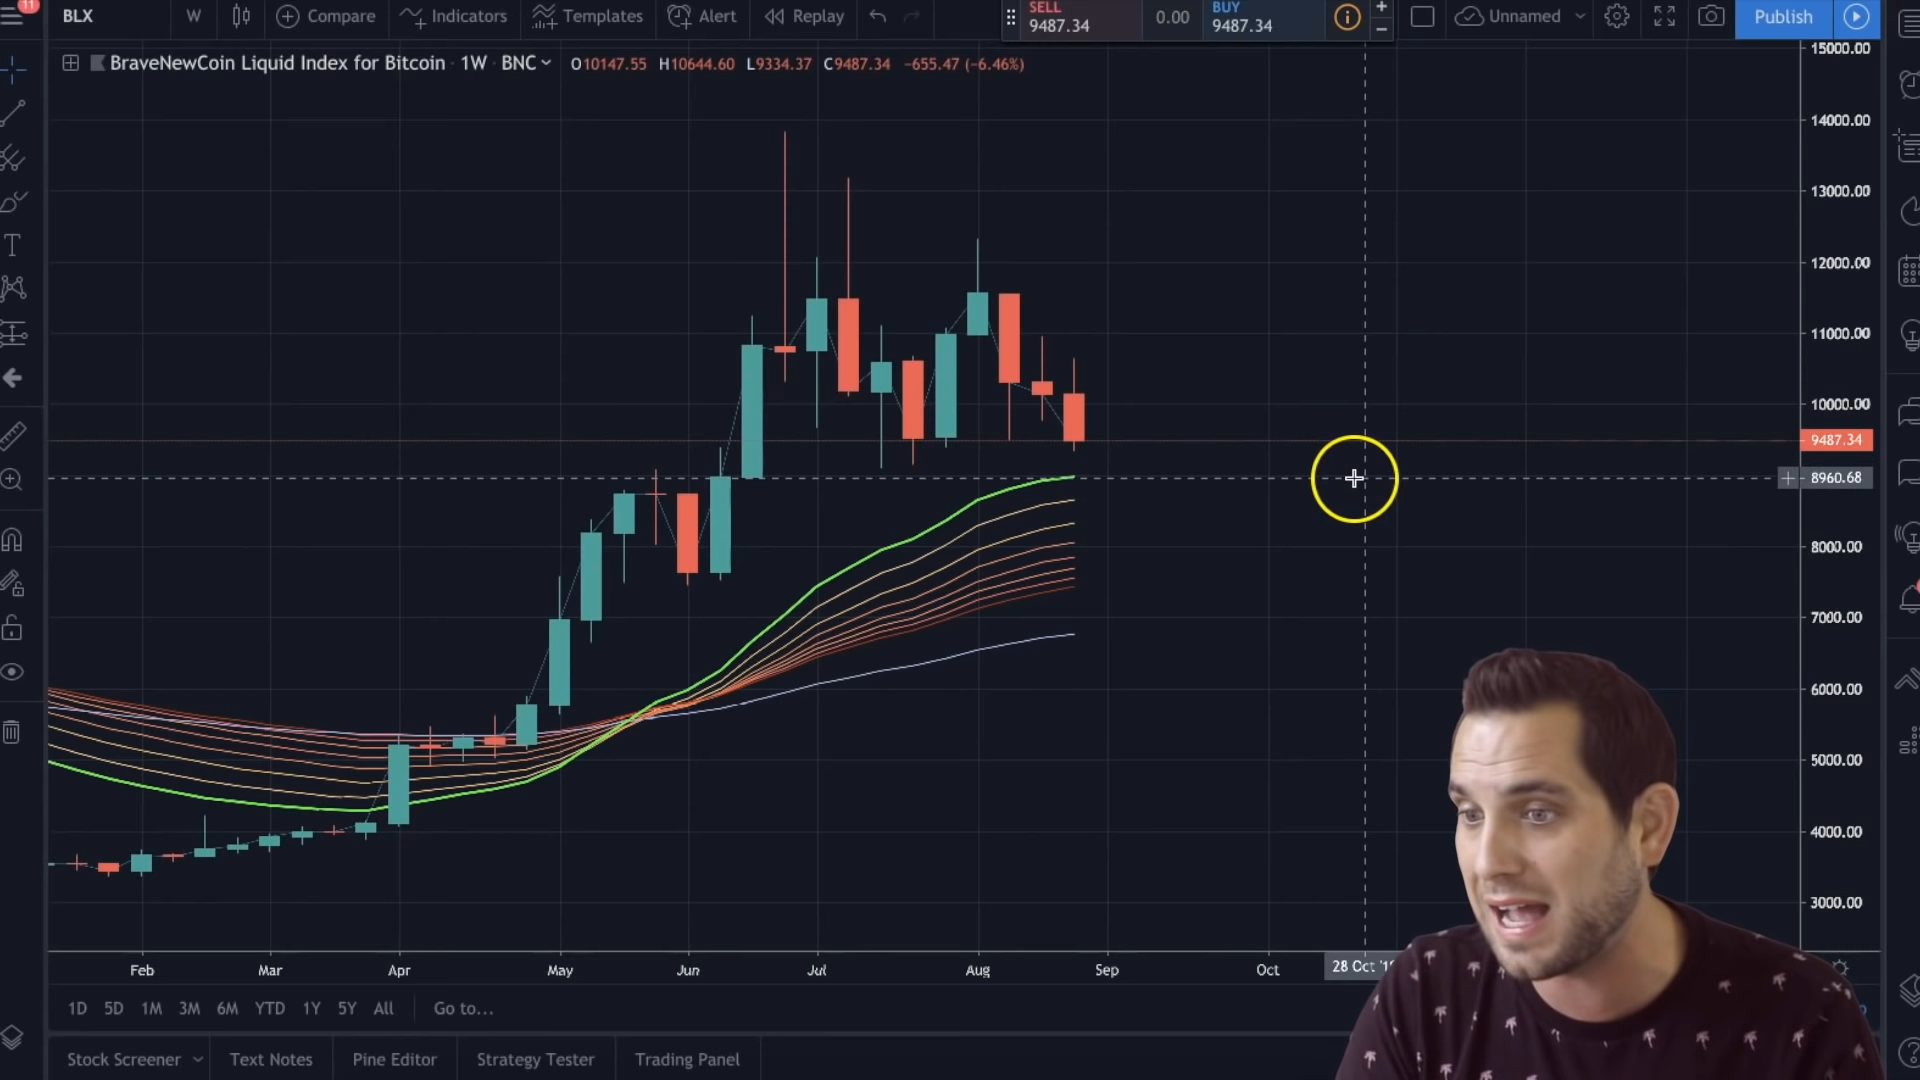 11
BLX
W
Compare
Indicators
Templates
Alert
Replay
SELL
9487.34
0.00
BUY
9487.34
Unnamed
Publish
BraveNewCoin Liquid Index for Bitcoin · 1W · BNC
O10147.55 H10644.60 L9334.37 C9487.34 −655.47 (−6.46%)
15000.00
14000.00
13000.00
12000.00
11000.00
10000.00
9487.34
8960.68
8000.00
7000.00
6000.00
5000.00
4000.00
3000.00
Feb Mar Apr May Jun Jul Aug Sep Oct 28 Oct
1D 5D 1M 3M 6M YTD 1Y 5Y All Go to...
Stock Screener Text Notes Pine Editor Strategy Tester Trading Panel